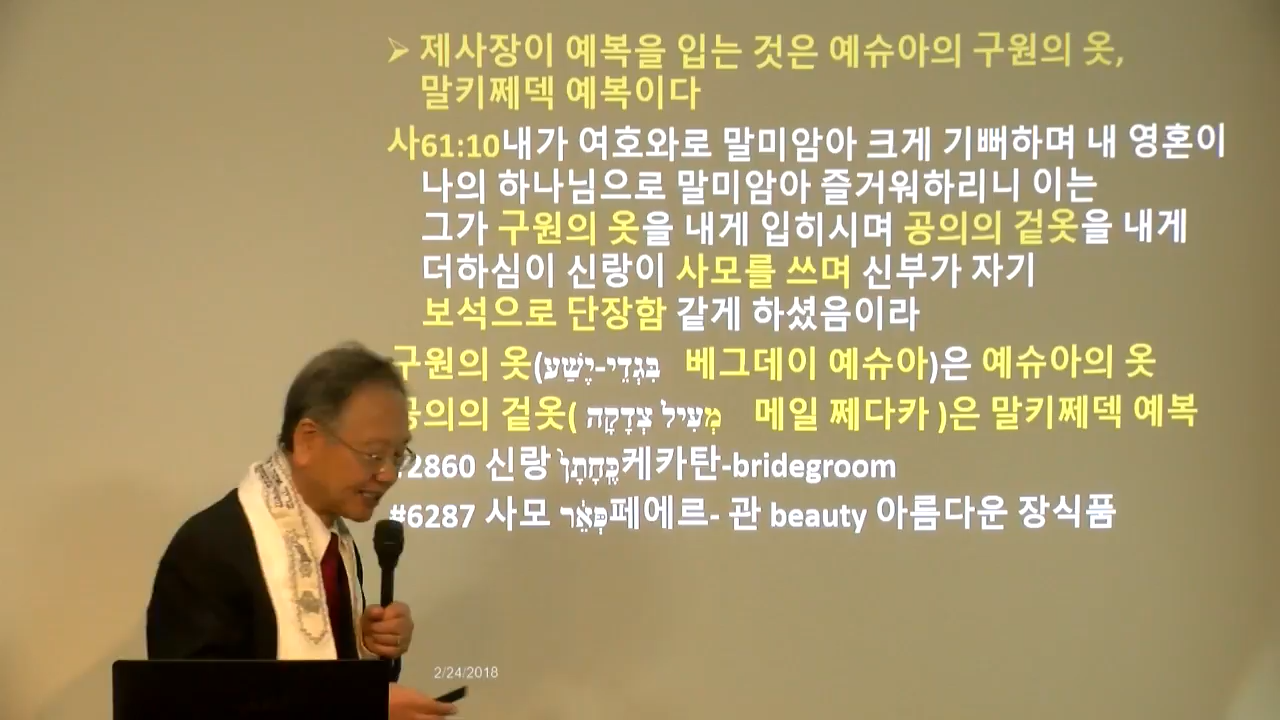 ➢ 제사장이 예복을 입는 것은 예슈아의 구원의 옷,
말키쩨덱 예복이다
사61:10내가 여호와로 말미암아 크게 기뻐하며 내 영혼이
나의 하나님으로 말미암아 즐거워하리니 이는
그가 구원의 옷을 내게 입히시며 공의의 겉옷을 내게
더하심이 신랑이 사모를 쓰며 신부가 자기
보석으로 단장함 같게 하셨음이라
구원의 옷(בִּגְדֵי-יֶשַׁע 베그데이 예슈아)은 예슈아의 옷
공의의 겉옷( מְעִיל צְדָקָה 메일 쩨다카 )은 말키쩨덱 예복
2860 신랑 כֶּחָתָן케카탄-bridegroom
#6287 사모 פְּאֵר페에르- 관 beauty 아름다운 장식품
2/24/2018